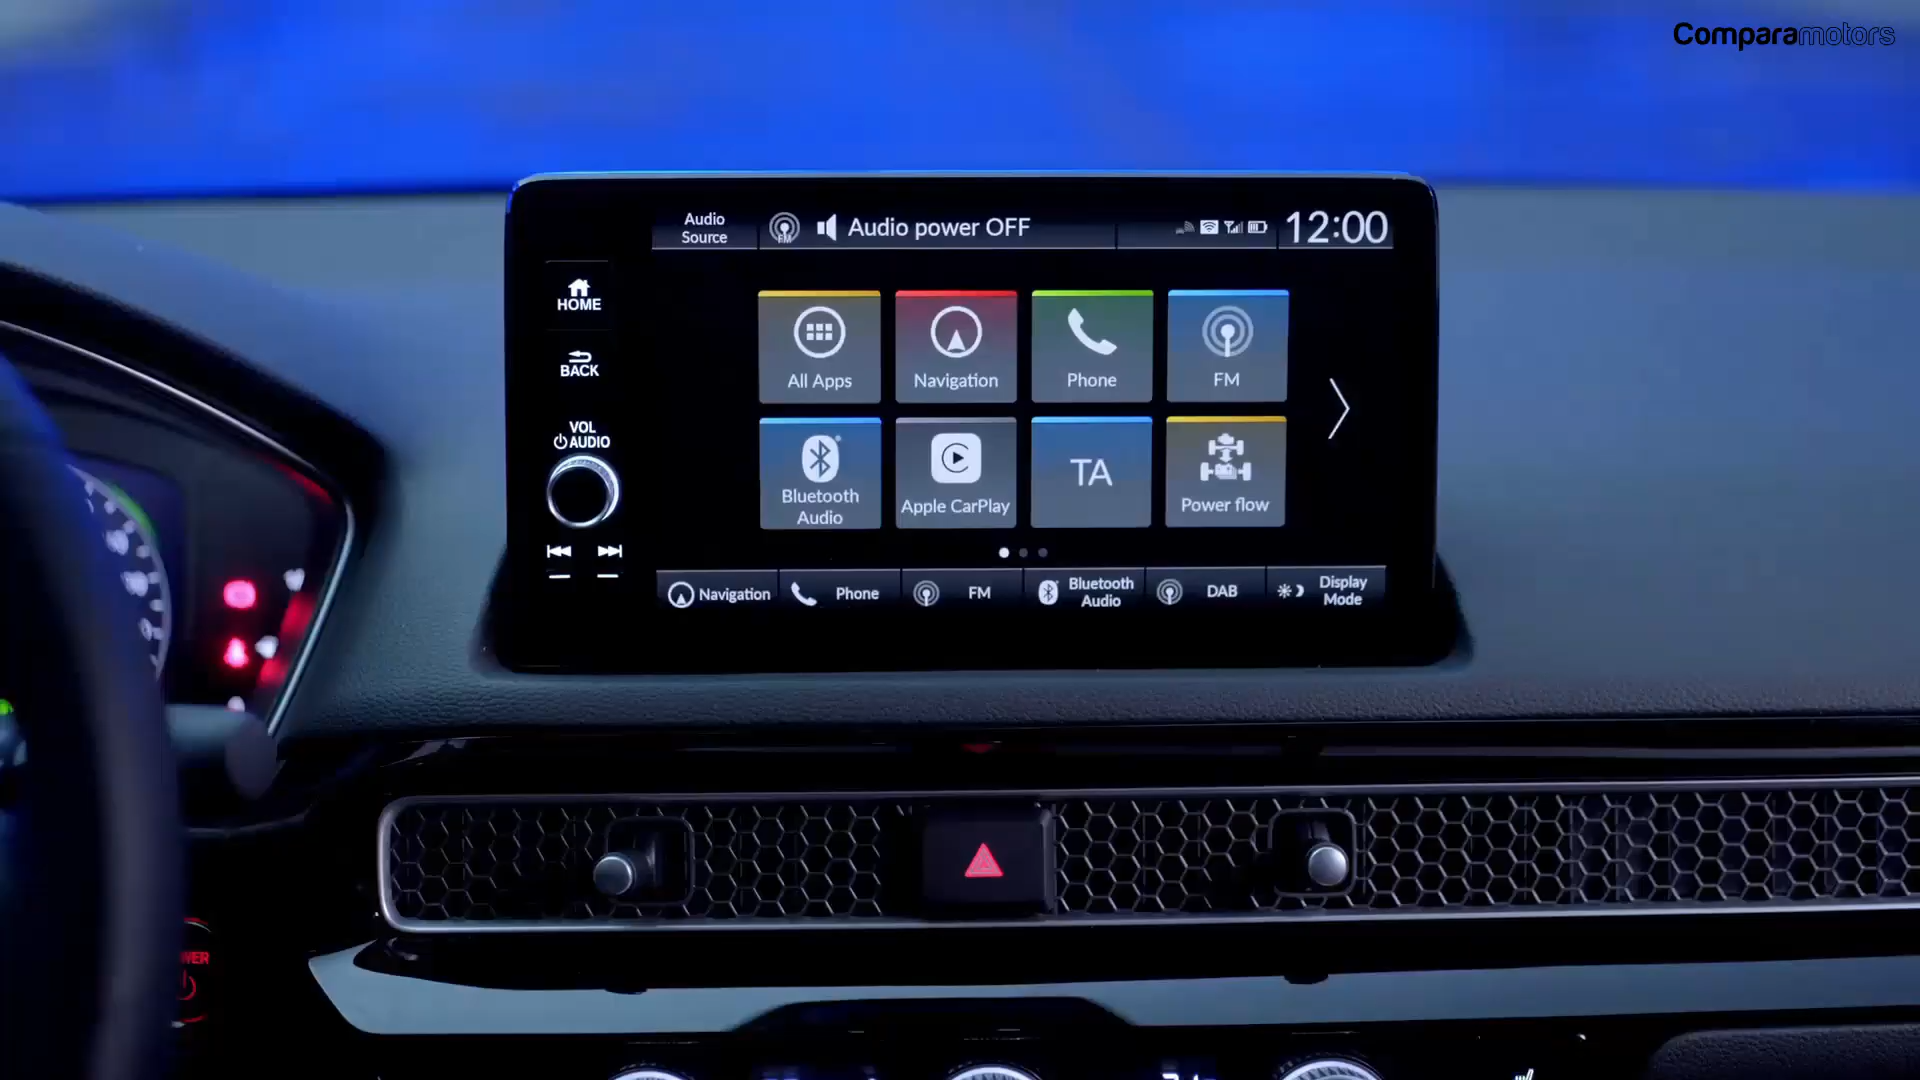 Comparamotors
Audio
Source
FM
Audio power OFF
12:00
HOME
BACK
VOL
AUDIO
All Apps
Navigation
Phone
FM
Bluetooth
Audio
Apple CarPlay
TA
Power flow
Navigation
Phone
FM
Bluetooth
Audio
DAB
Display
Mode